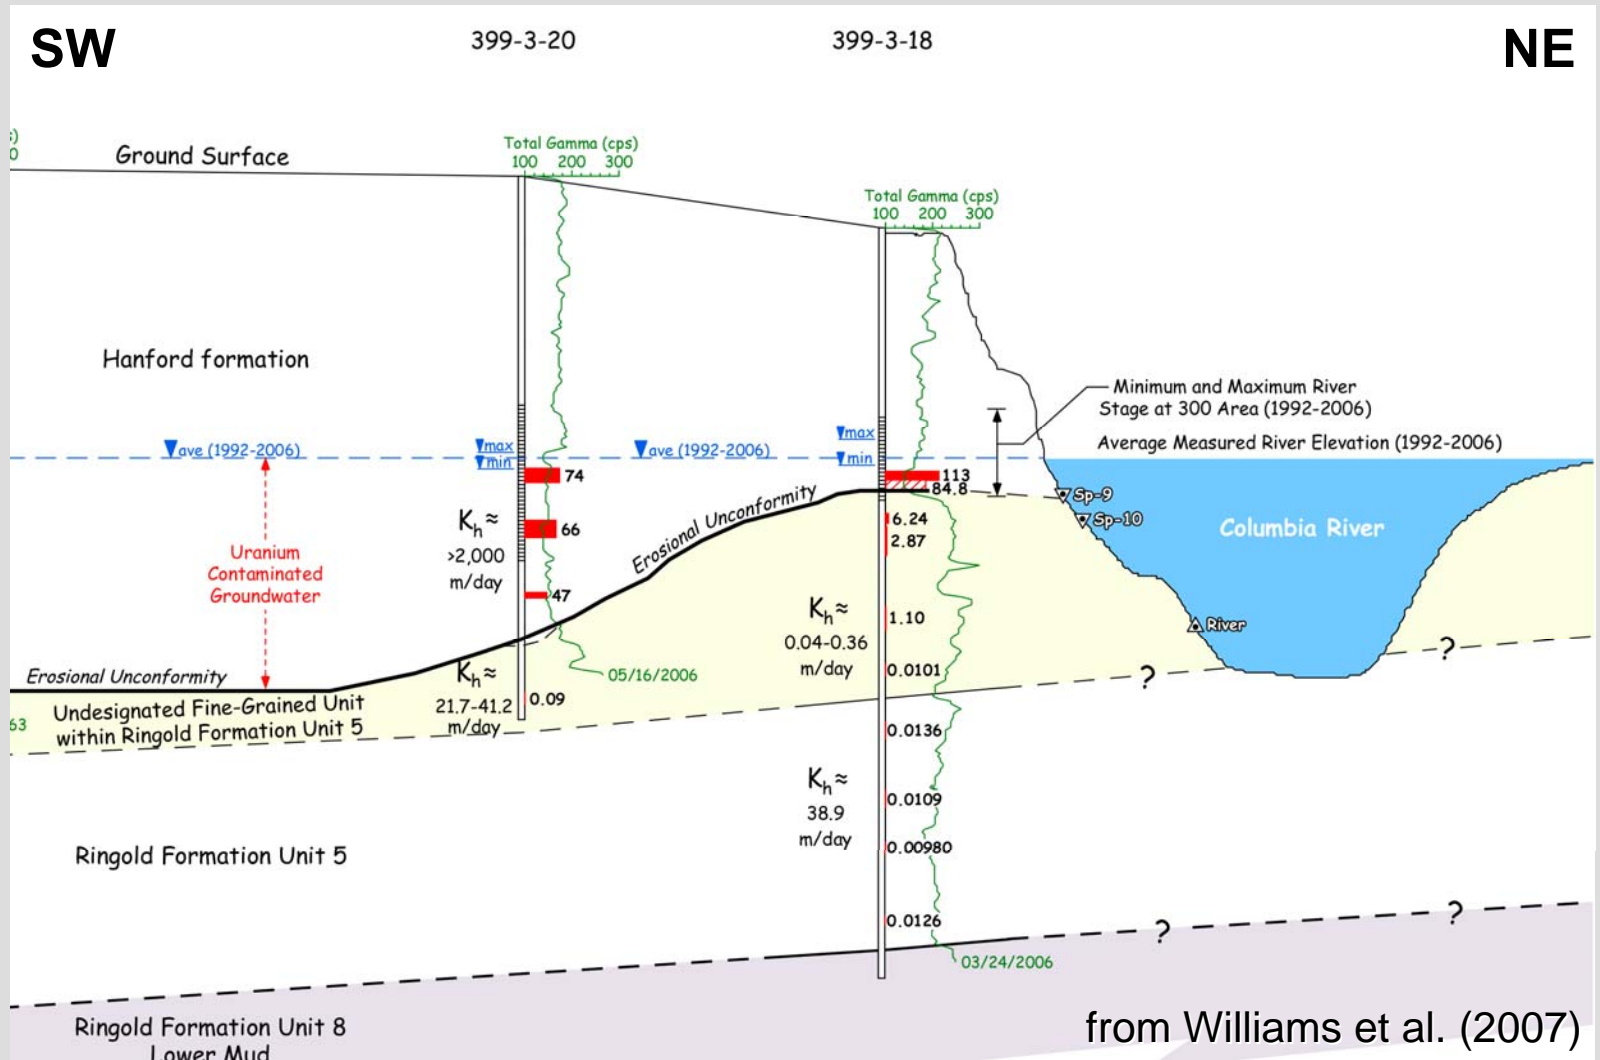 SW
399-3-20
399-3-18
NE
s)
0
Ground Surface
Total Gamma (cps)
100 200 300
Total Gamma (cps)
100 200 300
Hanford formation
Minimum and Maximum River
Stage at 300 Area (1992-2006)
Average Measured River Elevation (1992-2006)
ave (1992-2006)
max
min
ave (1992-2006)
max
min
74
66
47
Kh≈
>2,000
m/day
Uranium
Contaminated
Groundwater
Erosional Unconformity
113
84.8
6.24
2.87
1.10
0.0101
0.0136
0.0109
0.00980
0.0126
Sp-9
Sp-10
Columbia River
River
Kh≈
0.04-0.36
m/day
Erosional Unconformity
Kh≈
21.7-41.2
m/day
0.09
05/16/2006
63
Undesignated Fine-Grained Unit
within Ringold Formation Unit 5
?
?
Kh≈
38.9
m/day
Ringold Formation Unit 5
?
?
03/24/2006
Ringold Formation Unit 8
Lower Mud
from Williams et al. (2007)